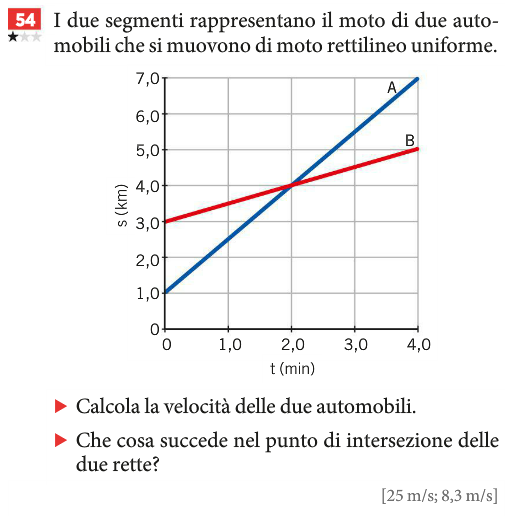 54
I due segmenti rappresentano il moto di due auto-
mobili che si muovono di moto rettilineo uniforme.
7,0
6,0
5,0
4,0
3,0
2,0
1,0
0
s (km)
A
B
0 1,0 2,0 3,0 4,0
t (min)
▶ Calcola la velocità delle due automobili.
▶ Che cosa succede nel punto di intersezione delle
due rette?
[25 m/s; 8,3 m/s]